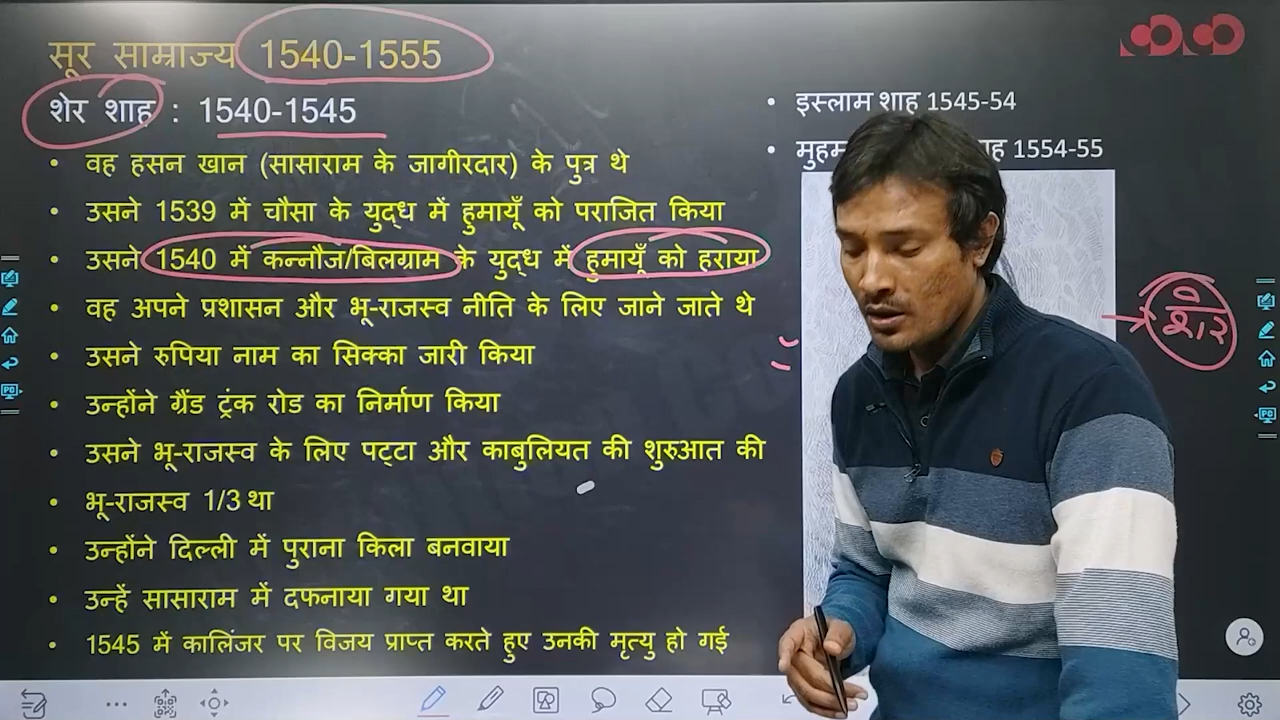 सूर साम्राज्य 1540-1555
शेर शाह : 1540-1545
• वह हसन खान (सासाराम के जागीरदार) के पुत्र थे
• उसने 1539 में चौसा के युद्ध में हुमायूँ को पराजित किया
• उसने 1540 में कन्नौज/बिलग्राम के युद्ध में हुमायूँ को हराया
• वह अपने प्रशासन और भू-राजस्व नीति के लिए जाने जाते थे
• उसने रुपिया नाम का सिक्का जारी किया
• उन्होंने ग्रैंड ट्रंक रोड का निर्माण किया
• उसने भू-राजस्व के लिए पट्टा और काबुलियत की शुरुआत की
• भू-राजस्व 1/3 था
• उन्होंने दिल्ली में पुराना किला बनवाया
• उन्हें सासाराम में दफनाया गया था
• 1545 में कालिंजर पर विजय प्राप्त करते हुए उनकी मृत्यु हो गई
• इस्लाम शाह 1545-54
• 1554-55